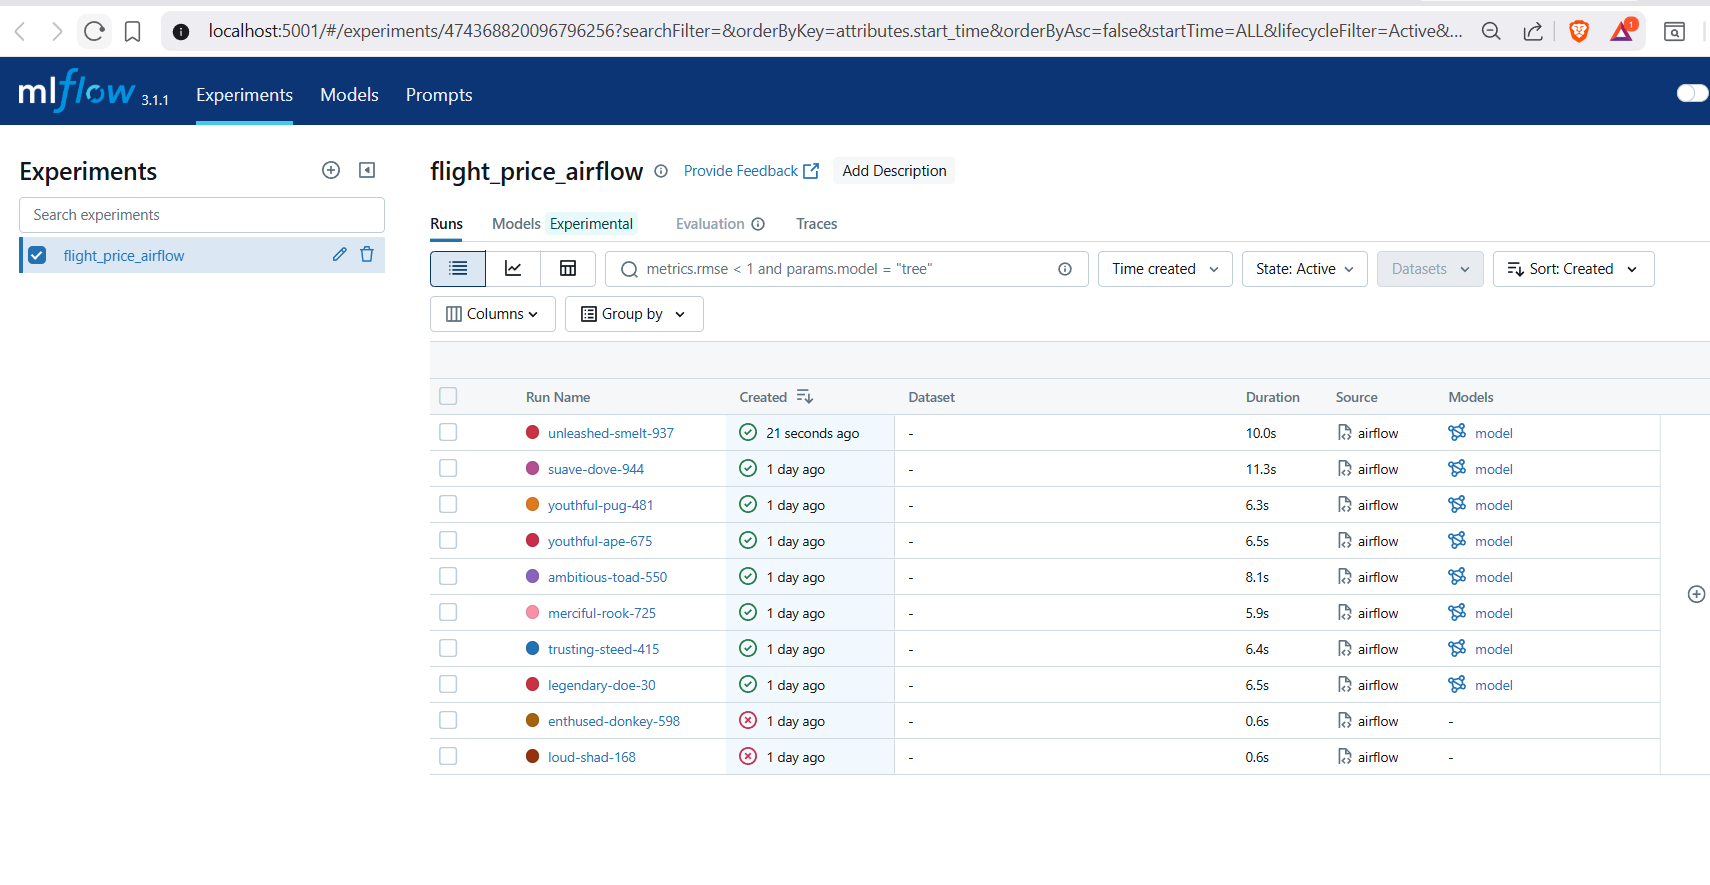 localhost:5001/#/experiments/474368820096796256?searchFilter=&orderByKey=attributes.start_time&orderByAsc=false&startTime=ALL&lifecycleFilter=Active&...
1
mlflow 3.1.1 Experiments Models Prompts
Experiments
Search experiments
flight_price_airflow
flight_price_airflow Provide Feedback Add Description
Runs Models Experimental Evaluation Traces
metrics.rmse < 1 and params.model = "tree" Time created State: Active Datasets Sort: Created
Columns Group by
Run Name Created Dataset Duration Source Models
unleashed-smelt-937 21 seconds ago - 10.0s airflow model
suave-dove-944 1 day ago - 11.3s airflow model
youthful-pug-481 1 day ago - 6.3s airflow model
youthful-ape-675 1 day ago - 6.5s airflow model
ambitious-toad-550 1 day ago - 8.1s airflow model
merciful-rook-725 1 day ago - 5.9s airflow model
trusting-steed-415 1 day ago - 6.4s airflow model
legendary-doe-30 1 day ago - 6.5s airflow model
enthused-donkey-598 1 day ago - 0.6s airflow -
loud-shad-168 1 day ago - 0.6s airflow -